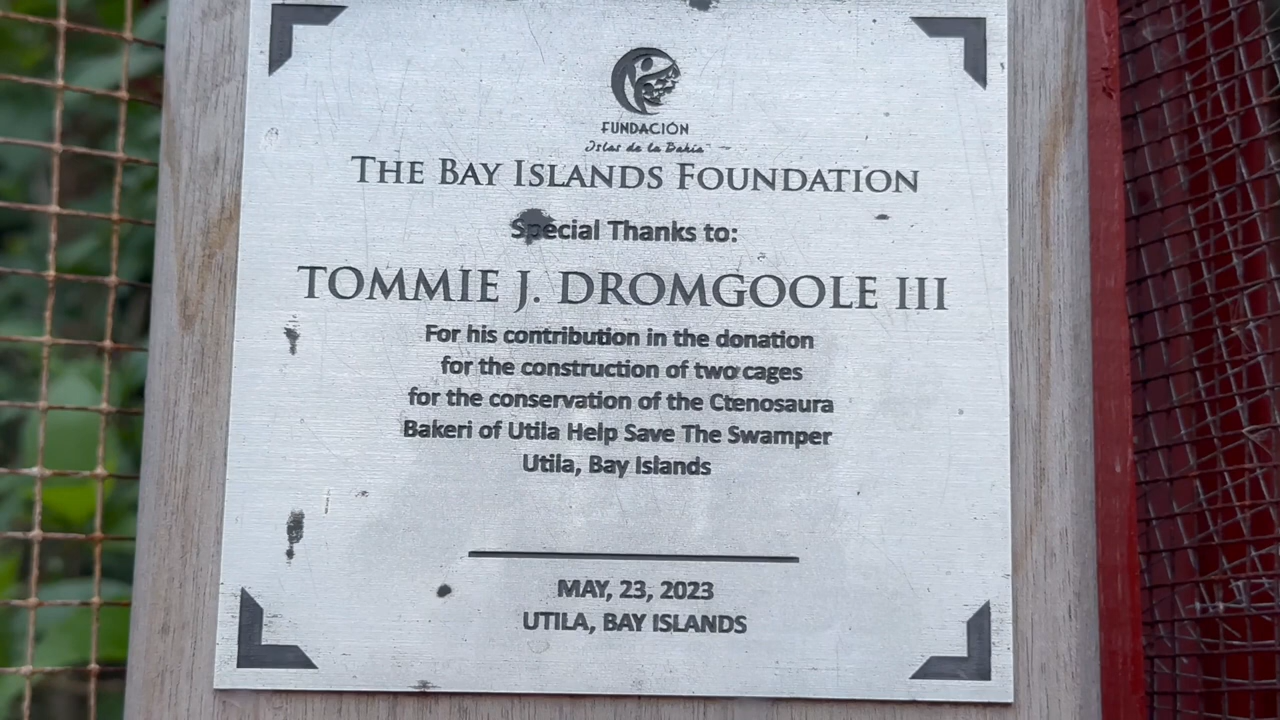 FUNDACIÓN
Islas de la Bahía
THE BAY ISLANDS FOUNDATION
Special Thanks to:
TOMMIE J. DROMGOOLE III
For his contribution in the donation
for the construction of two cages
for the conservation of the Ctenosaura
Bakeri of Utila Help Save The Swamper
Utila, Bay Islands
MAY, 23, 2023
UTILA, BAY ISLANDS